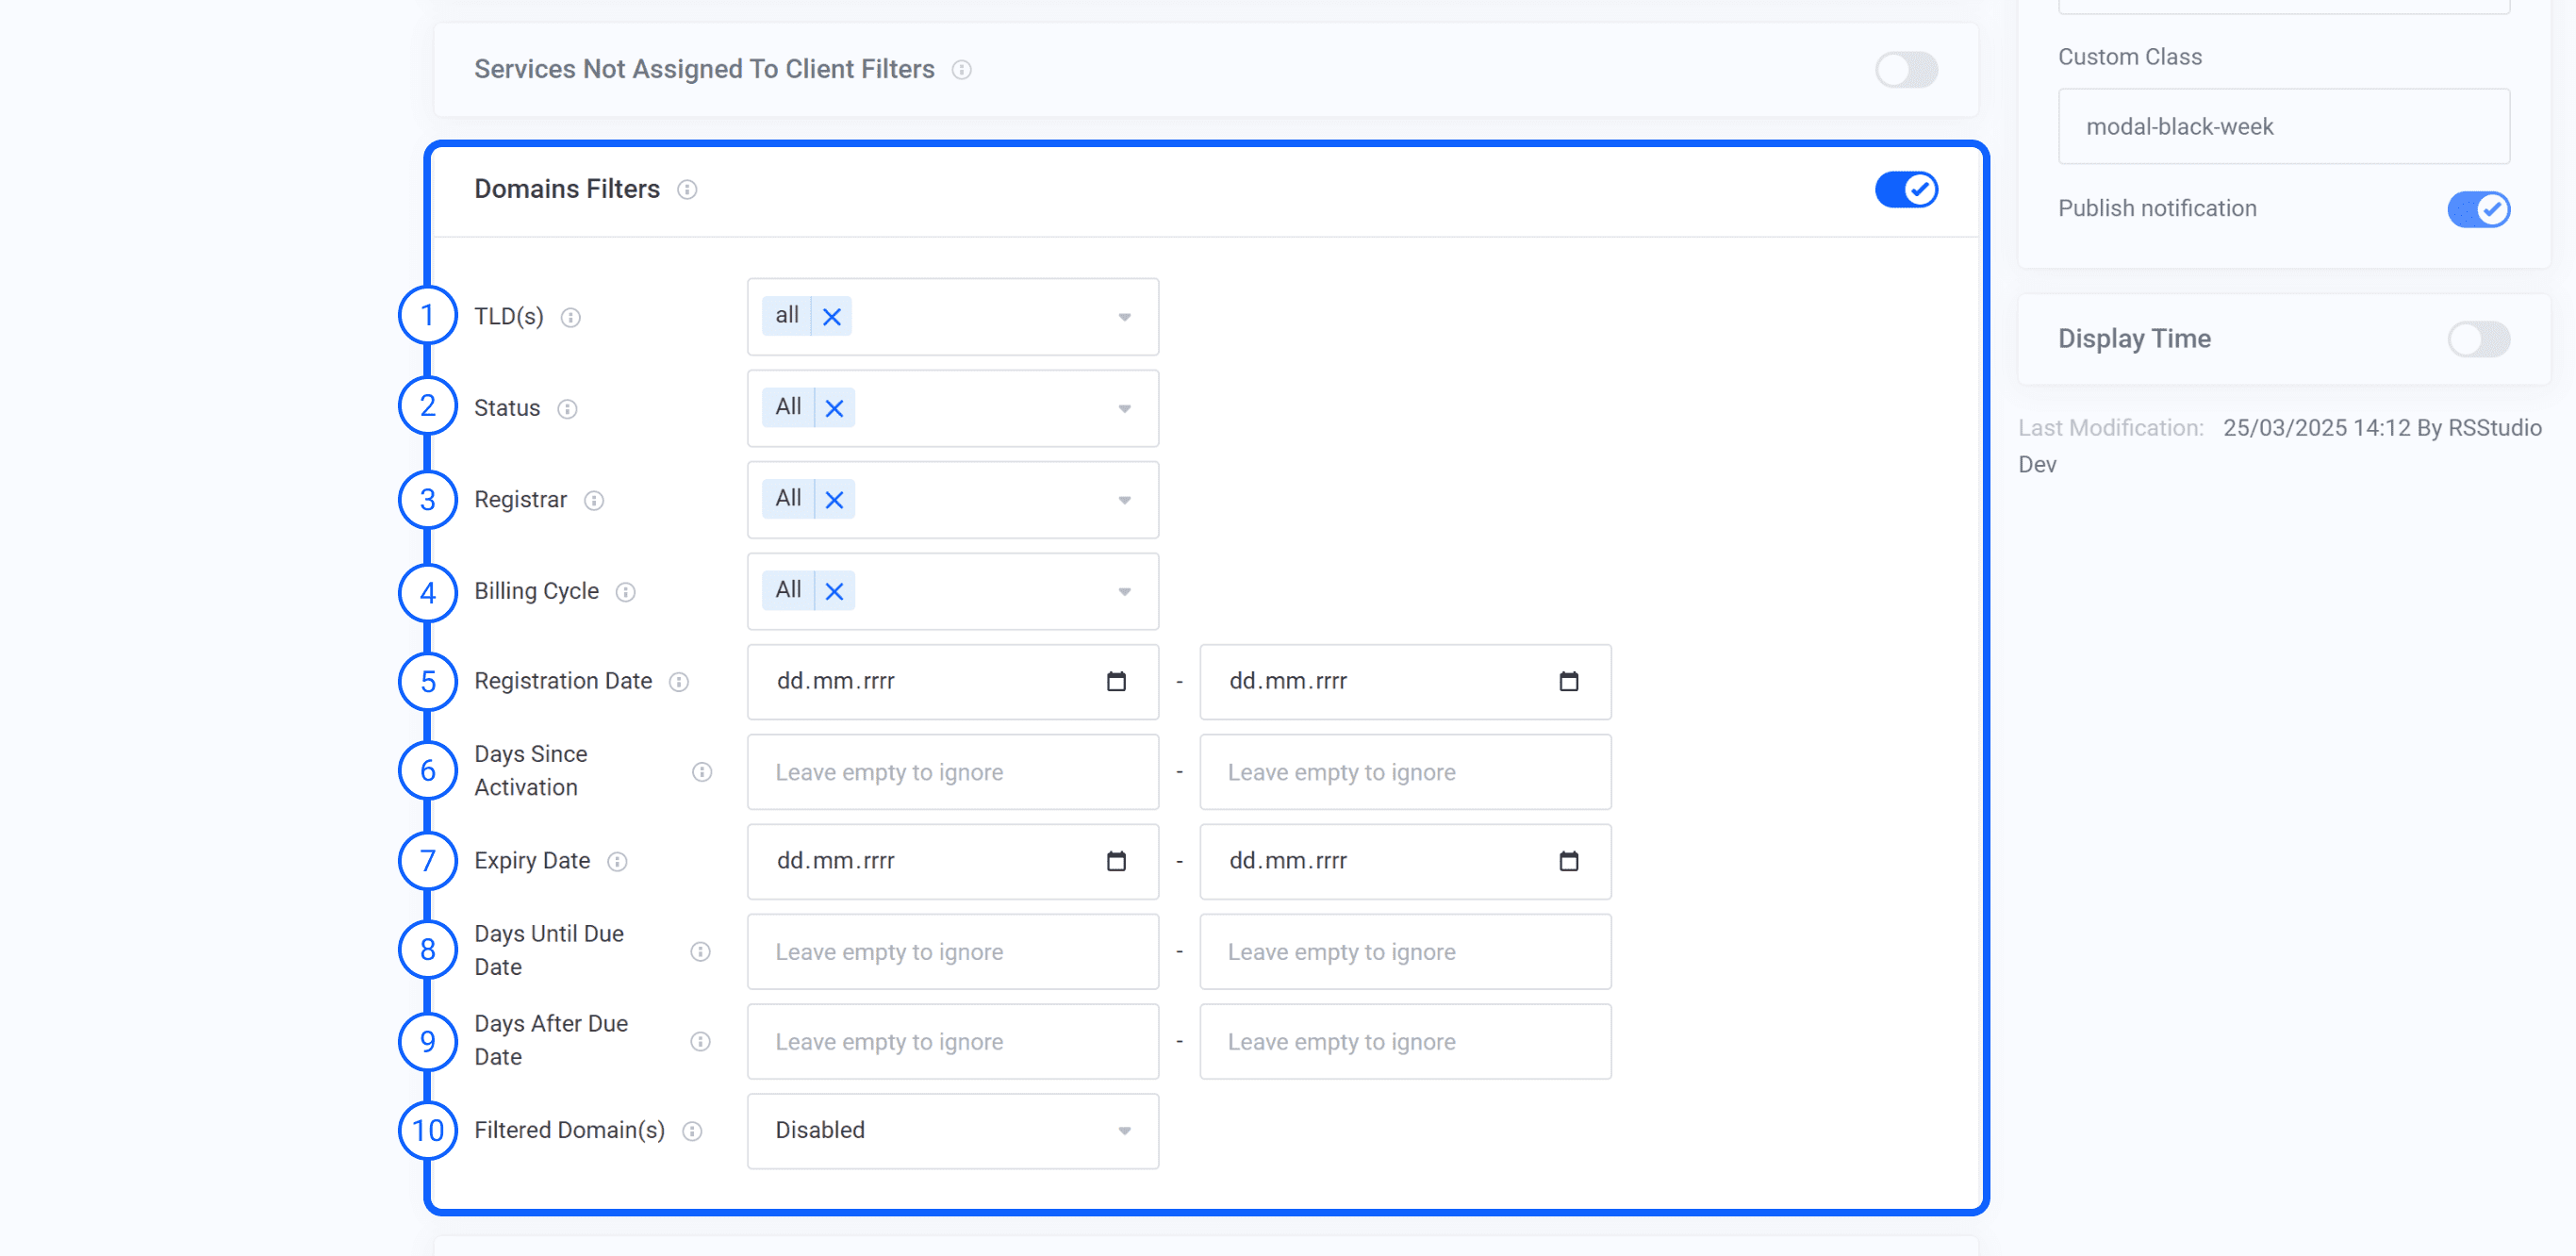 Services Not Assigned To Client Filters
Domains Filters
1 TLD(s) all
2 Status All
3 Registrar All
4 Billing Cycle All
5 Registration Date dd.mm.rrrr - dd.mm.rrrr
6 Days Since
Activation Leave empty to ignore - Leave empty to ignore
7 Expiry Date dd.mm.rrrr - dd.mm.rrrr
8 Days Until Due
Date Leave empty to ignore - Leave empty to ignore
9 Days After Due
Date Leave empty to ignore - Leave empty to ignore
10 Filtered Domain(s) Disabled
Custom Class
modal-black-week
Publish notification
Display Time
Last Modification: 25/03/2025 14:12 By RSStudio
Dev